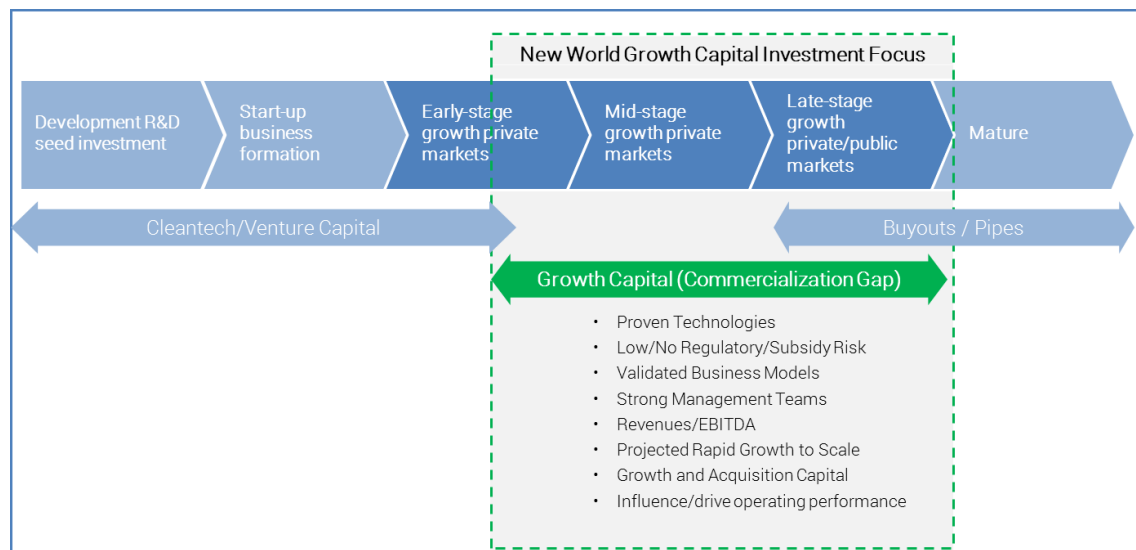 New World Growth Capital Investment Focus
Development R&D
seed investment
Start-up
business
formation
Early-stage
growth private
markets
Mid-stage
growth private
markets
Late-stage
growth
private/public
markets
Mature
Cleantech/Venture Capital
Buyouts / Pipes
Growth Capital (Commercialization Gap)
• Proven Technologies
• Low/No Regulatory/Subsidy Risk
• Validated Business Models
• Strong Management Teams
• Revenues/EBITDA
• Projected Rapid Growth to Scale
• Growth and Acquisition Capital
• Influence/drive operating performance